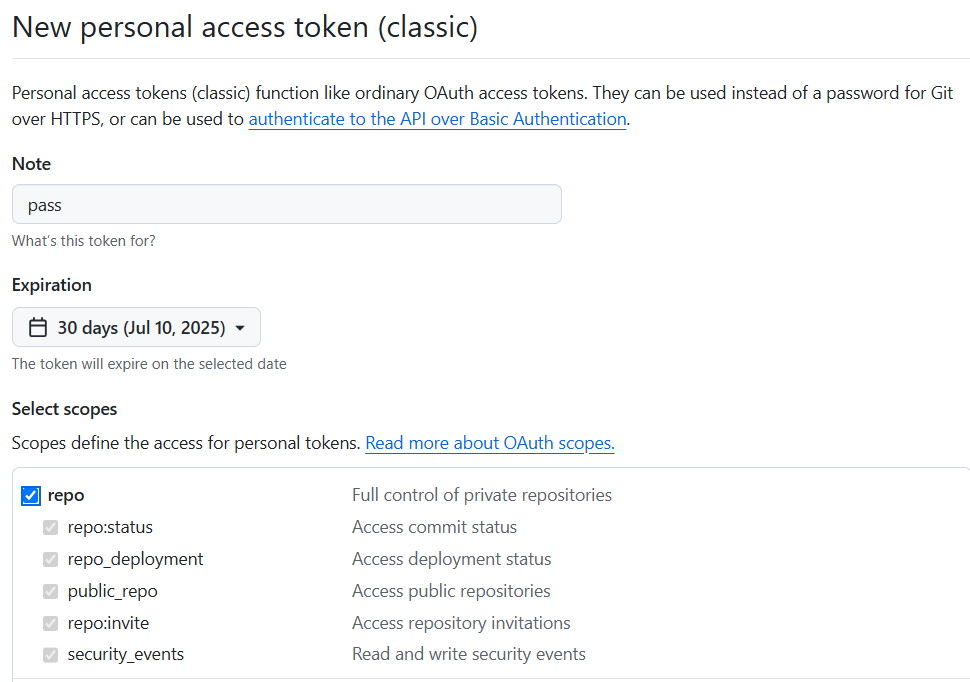 New personal access token (classic)
Personal access tokens (classic) function like ordinary OAuth access tokens. They can be used instead of a password for Git
over HTTPS, or can be used to authenticate to the API over Basic Authentication.
Note
pass
What's this token for?
Expiration
30 days (Jul 10, 2025)
The token will expire on the selected date
Select scopes
Scopes define the access for personal tokens. Read more about OAuth scopes.
repo Full control of private repositories
repo:status Access commit status
repo_deployment Access deployment status
public_repo Access public repositories
repo:invite Access repository invitations
security_events Read and write security events